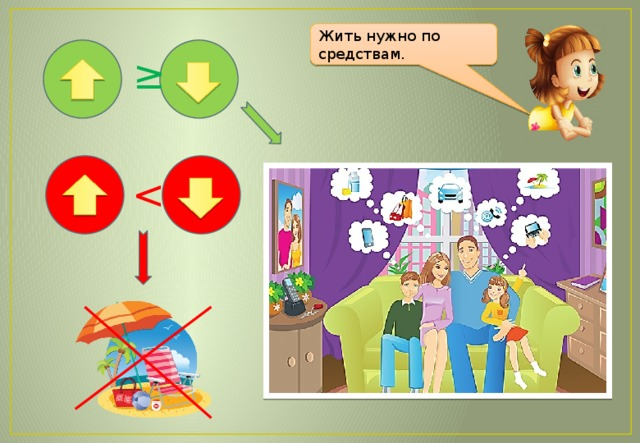 Жить нужно по
средствам.
≥
<